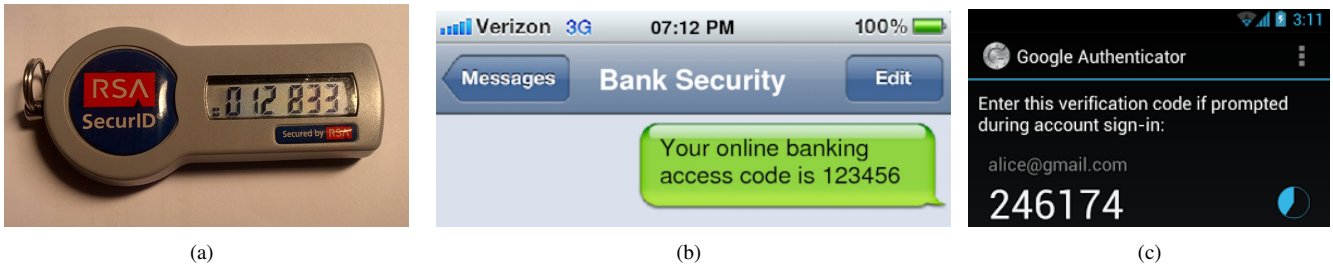 RSA
SecurID
012 833
Secured by RSA
(a)
Verizon 3G 07:12 PM 100%
Messages Bank Security Edit
Your online banking
access code is 123456
(b)
3:11
Google Authenticator
Enter this verification code if prompted
during account sign-in:
alice@gmail.com
246174
(c)